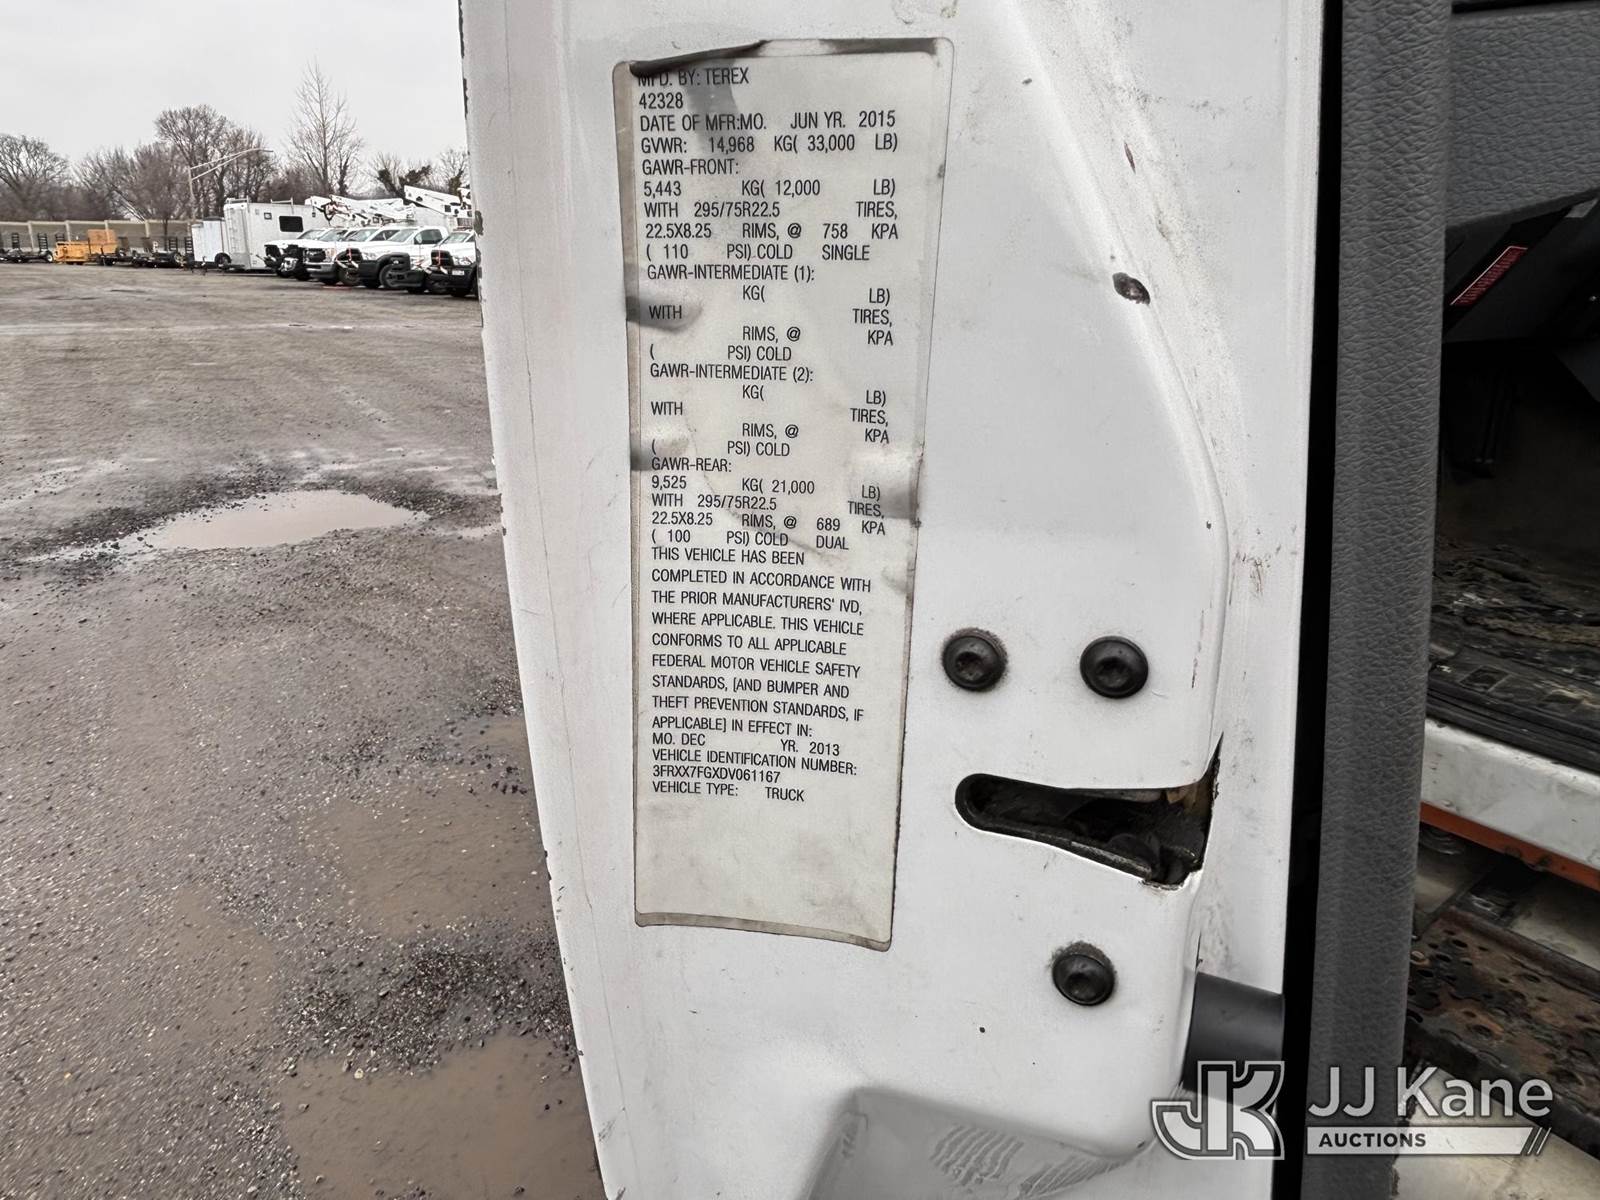 MFD. BY: TEREX
42328
DATE OF MFR:MO. JUN YR. 2015
GVWR: 14,968 KG( 33,000 LB)
GAWR-FRONT:
5,443 KG( 12,000 LB)
WITH 295/75R22.5 TIRES,
22.5X8.25 RIMS, @ 758 KPA
( 110 PSI) COLD SINGLE
GAWR-INTERMEDIATE (1):
KG( LB)
WITH TIRES,
RIMS, @ KPA
( PSI) COLD
GAWR-INTERMEDIATE (2):
KG( LB)
WITH TIRES,
RIMS, @ KPA
( PSI) COLD
GAWR-REAR:
9,525 KG( 21,000 LB)
WITH 295/75R22.5 TIRES,
22.5X8.25 RIMS, @ 689 KPA
( 100 PSI) COLD DUAL
THIS VEHICLE HAS BEEN
COMPLETED IN ACCORDANCE WITH
THE PRIOR MANUFACTURERS' IVD,
WHERE APPLICABLE. THIS VEHICLE
CONFORMS TO ALL APPLICABLE
FEDERAL MOTOR VEHICLE SAFETY
STANDARDS, [AND BUMPER AND
THEFT PREVENTION STANDARDS, IF
APPLICABLE] IN EFFECT IN:
MO. DEC YR. 2013
VEHICLE IDENTIFICATION NUMBER:
3FRXX7FGXDV061167
VEHICLE TYPE: TRUCK
JK JJ Kane
AUCTIONS